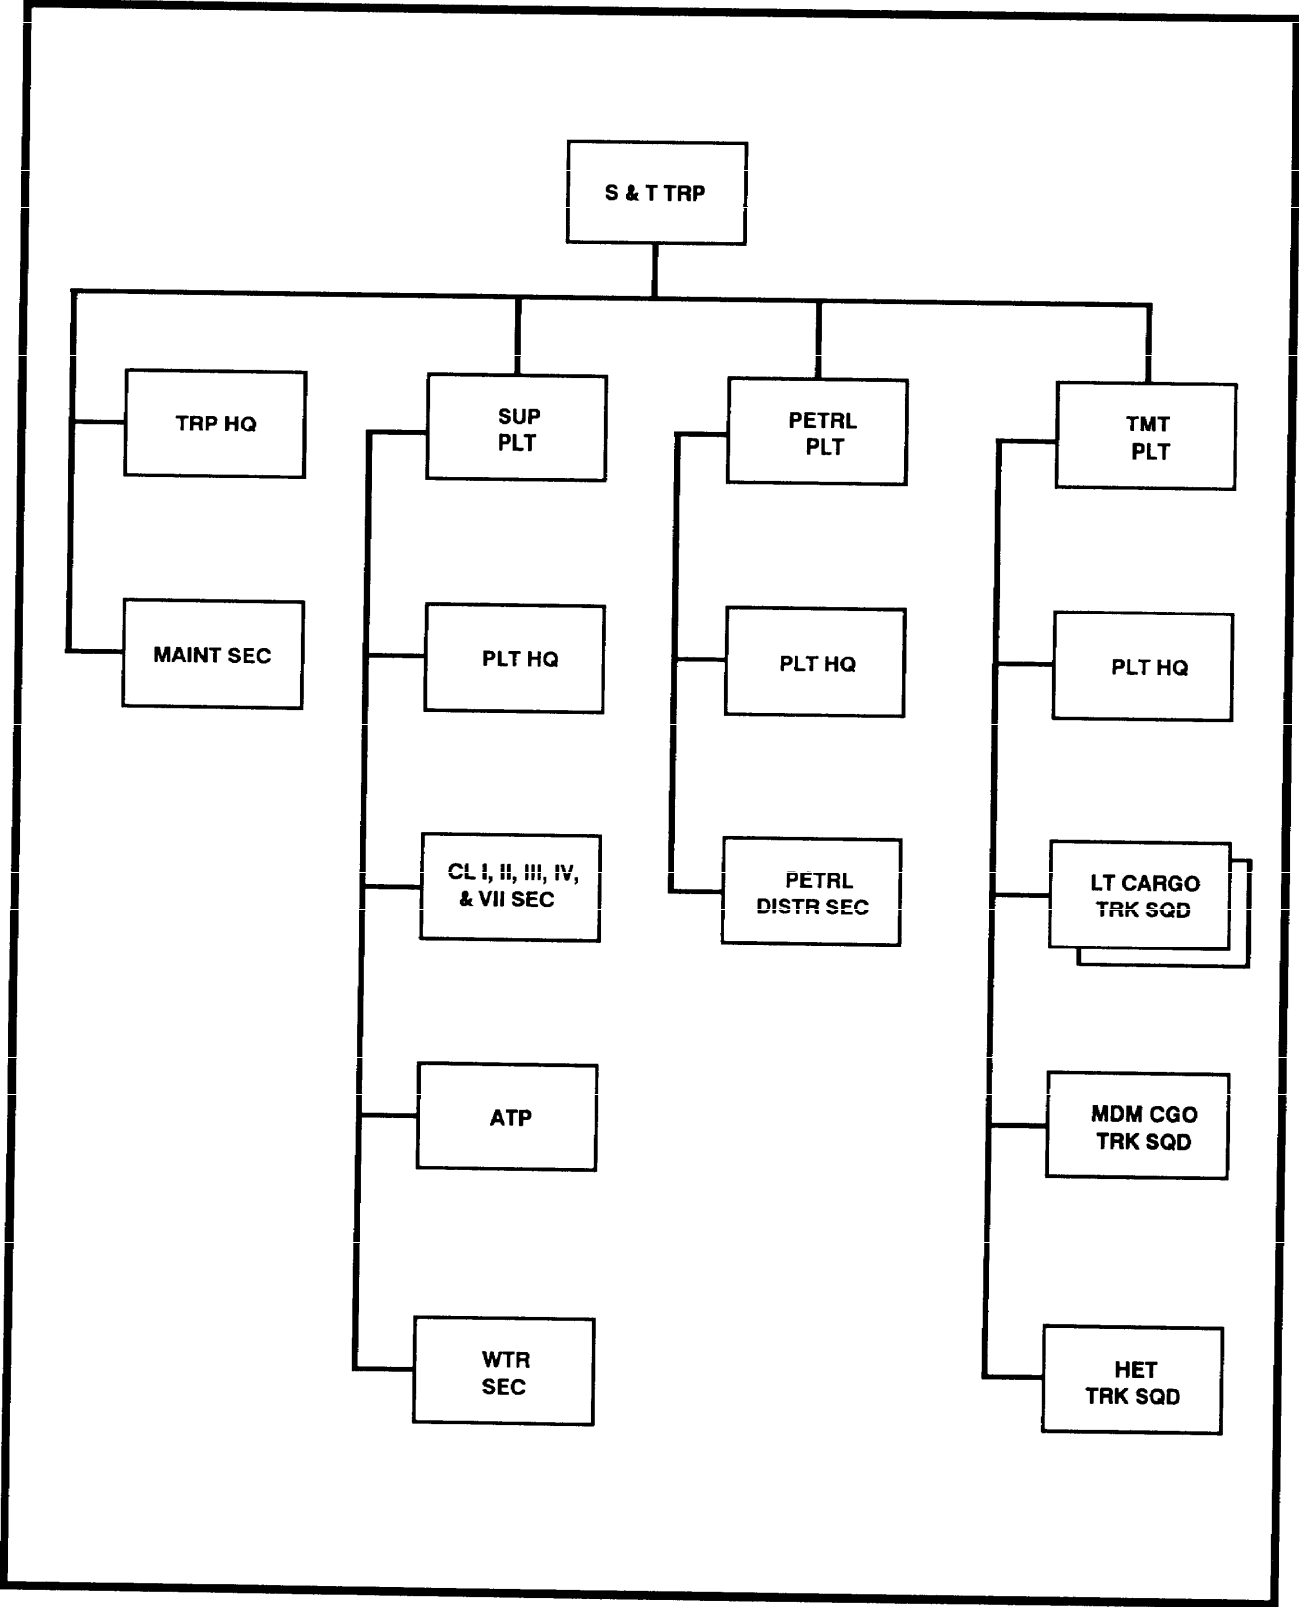 S & T TRP
TRP HQ
MAINT SEC
SUP
PLT
PLT HQ
CL I, II, III, IV,
& VII SEC
ATP
WTR
SEC
PETRL
PLT
PLT HQ
PETRL
DISTR SEC
TMT
PLT
PLT HQ
LT CARGO
TRK SQD
MDM CGO
TRK SQD
HET
TRK SQD